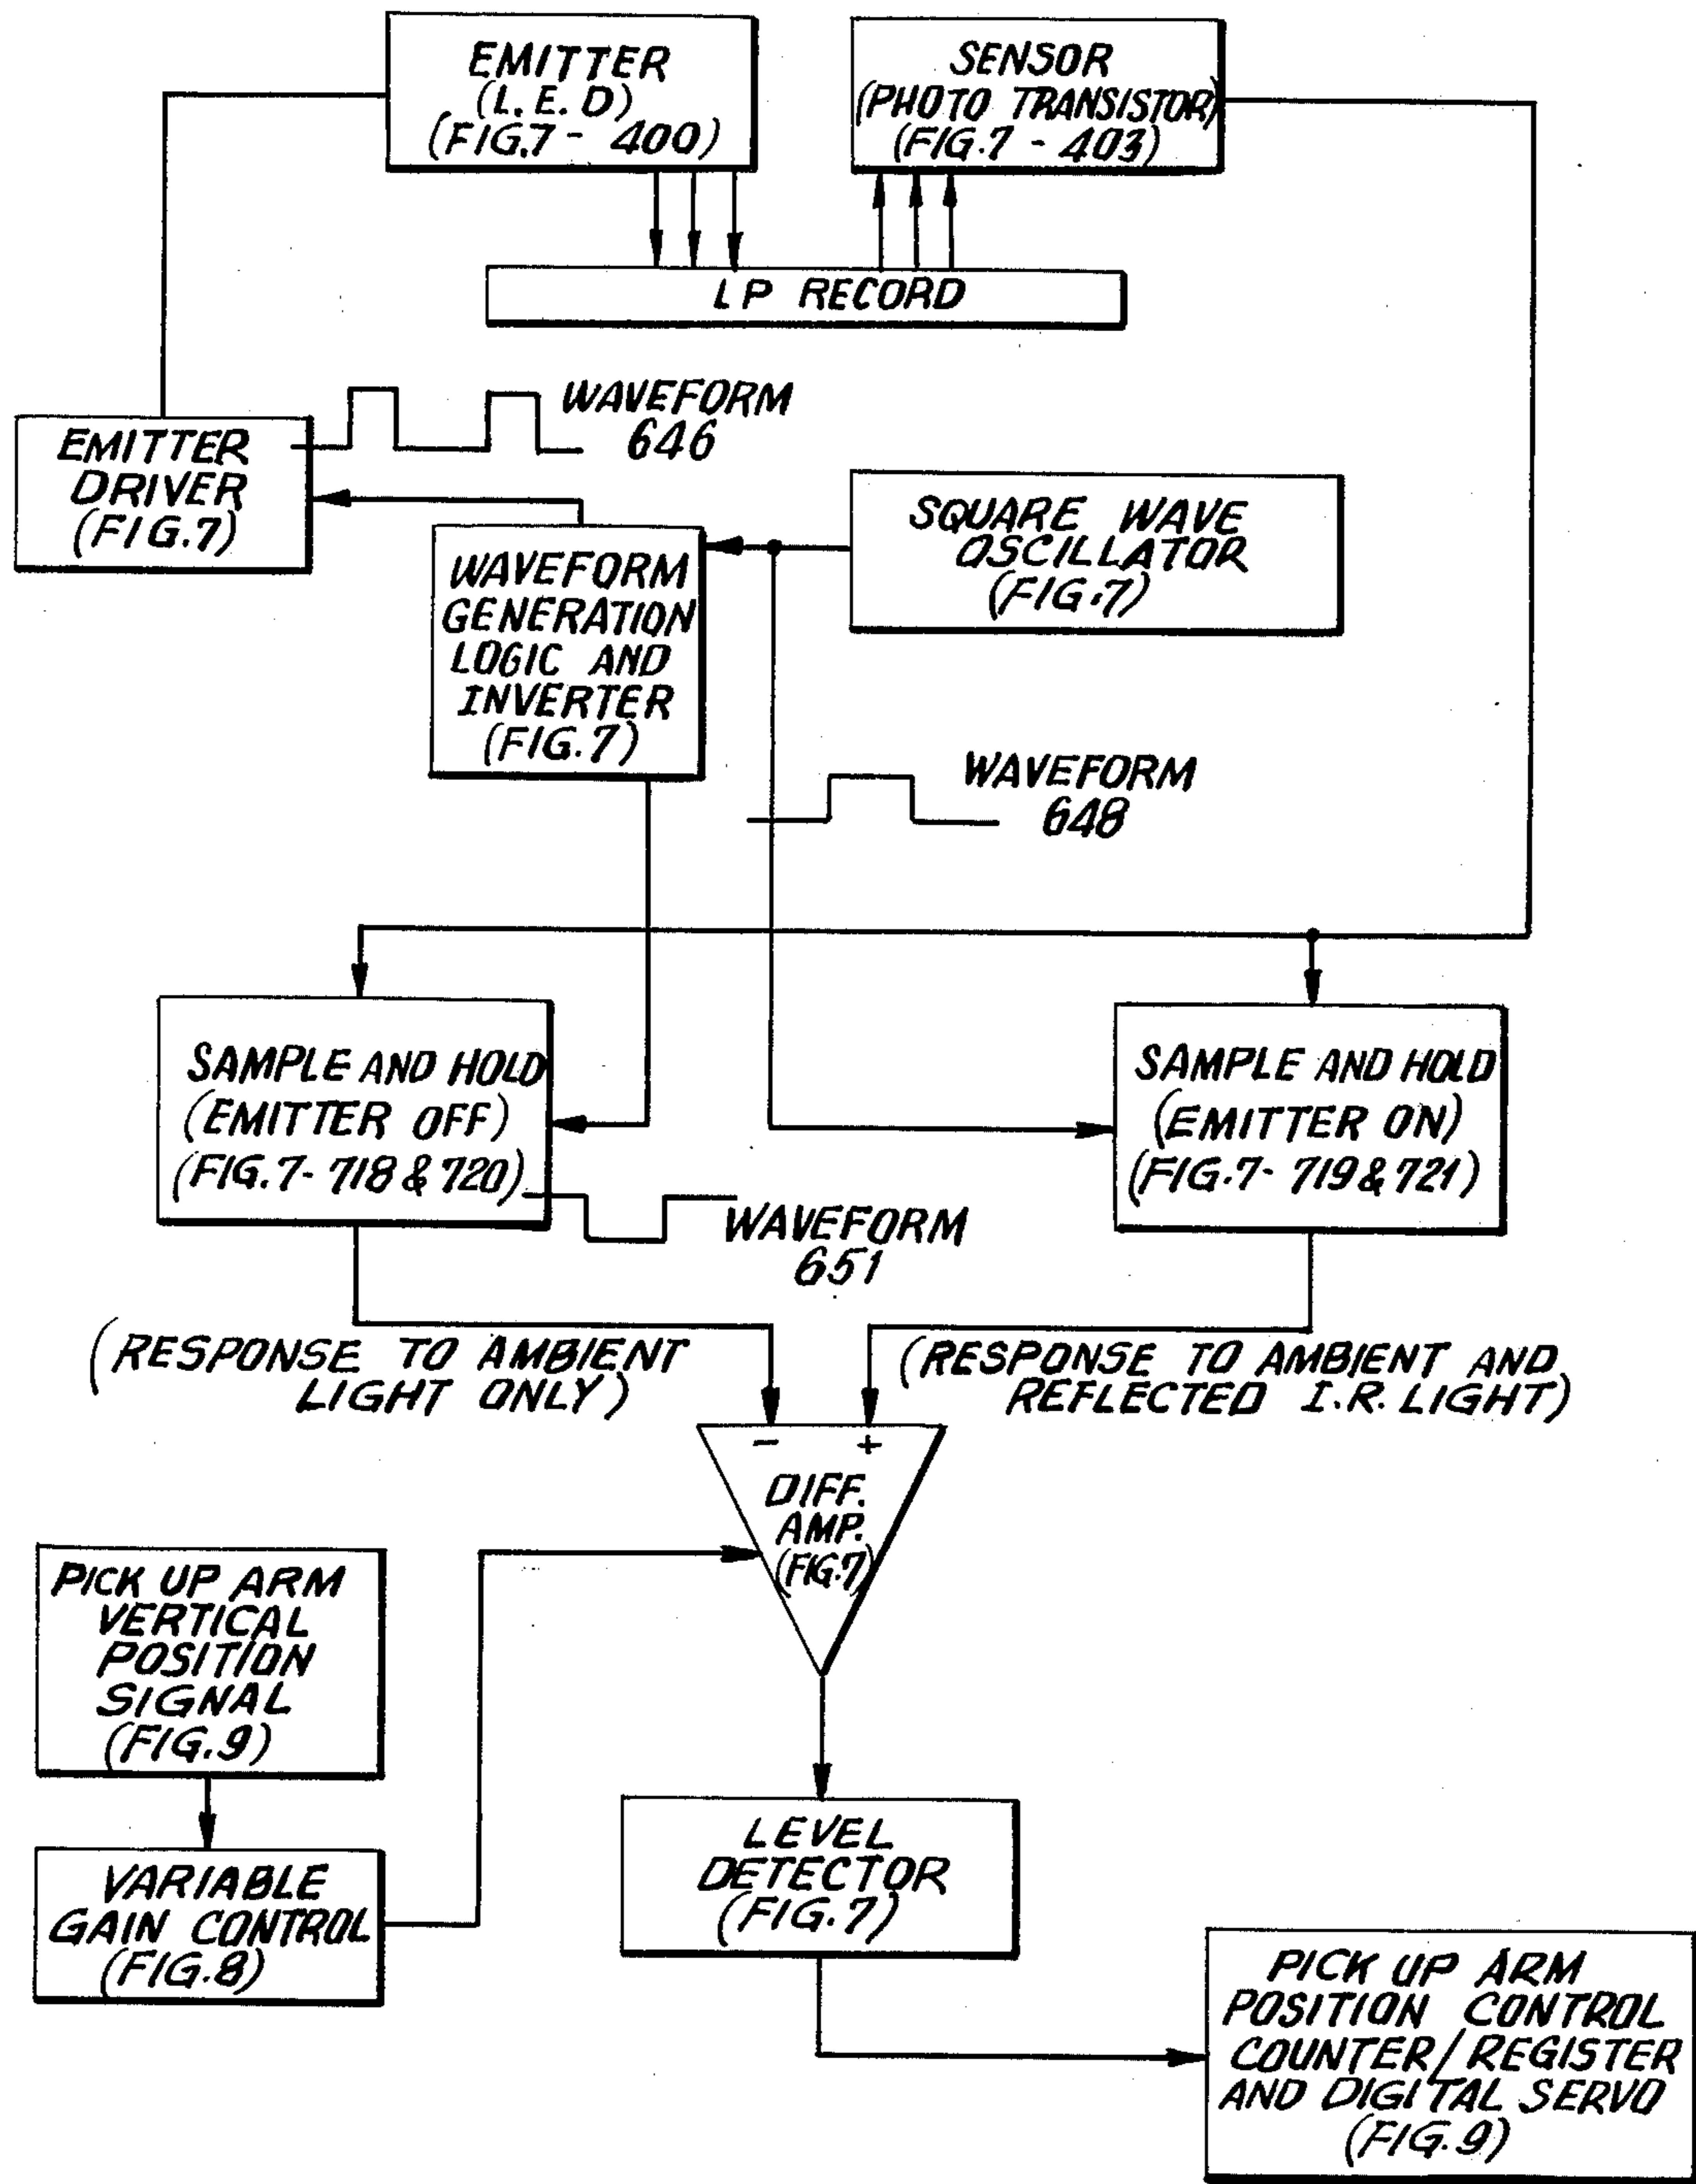 EMITTER
(L. E. D)
(FIG.7 - 400)
SENSOR
(PHOTO TRANSISTOR)
(FIG.7 - 403)
LP RECORD
WAVEFORM
646
EMITTER
DRIVER
(FIG.7)
SQUARE WAVE
OSCILLATOR
(FIG.7)
WAVEFORM
GENERATION
LOGIC AND
INVERTER
(FIG.7)
WAVEFORM
648
SAMPLE AND HOLD
(EMITTER OFF)
(FIG.7- 718 & 720)
SAMPLE AND HOLD
(EMITTER ON)
(FIG.7- 719 & 721)
WAVEFORM
651
(RESPONSE TO AMBIENT
LIGHT ONLY)
(RESPONSE TO AMBIENT AND
REFLECTED I.R. LIGHT)
- +
DIFF.
AMP.
(FIG.7)
PICK UP ARM
VERTICAL
POSITION
SIGNAL
(FIG.9)
VARIABLE
GAIN CONTROL
(FIG.8)
LEVEL
DETECTOR
(FIG.7)
PICK UP ARM
POSITION CONTROL
COUNTER/REGISTER
AND DIGITAL SERVO
(FIG.9)